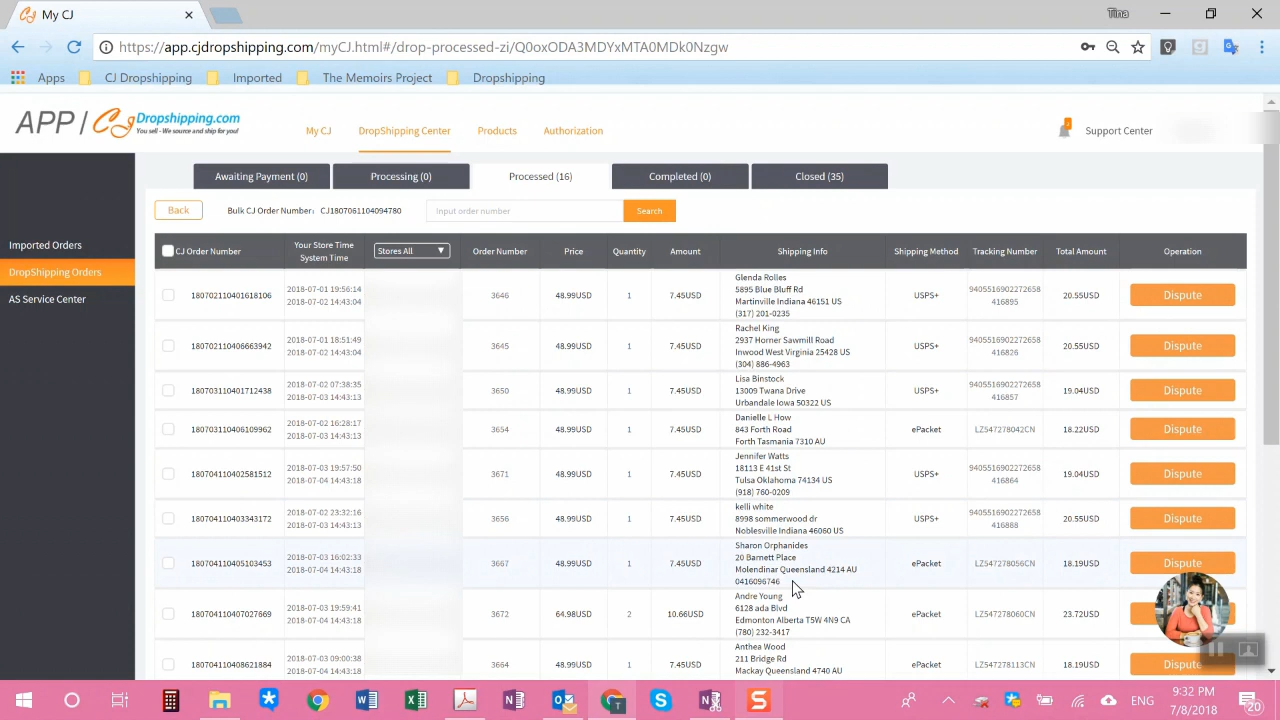 My CJ
Tina
https://app.cjdropshipping.com/myCJ.html#/drop-processed-zi/Q0oxODA3MDYxMTA0MDk0Nzgw
Apps CJ Dropshipping Imported The Memoirs Project Dropshipping
APP / CJ Dropshipping.com
You sell - We source and ship for you!
My CJ DropShipping Center Products Authorization
2
Support Center
Awaiting Payment (0) Processing (0) Processed (16) Completed (0) Closed (35)
Back Bulk CJ Order Number： CJ1807061104094780 Input order number Search
Imported Orders
DropShipping Orders
AS Service Center
CJ Order Number Your Store Time Stores All Order Number Price Quantity Amount Shipping Info Shipping Method Tracking Number Total Amount Operation
System Time
Glenda Rolles
180702110401618106 2018-07-01 19:56:14 3646 48.99USD 1 7.45USD 5895 Blue Bluff Rd USPS+ 9405516902272658 20.55USD Dispute
2018-07-02 14:43:04 Martinville Indiana 46151 US 416895
(317) 201-0235
Rachel King
180702110406663942 2018-07-01 18:51:49 3645 48.99USD 1 7.45USD 2937 Horner Sawmill Road USPS+ 9405516902272658 20.55USD Dispute
2018-07-02 14:43:04 Inwood West Virginia 25428 US 416826
(304) 886-4963
Lisa Binstock
180703110401712438 2018-07-02 07:38:35 3650 48.99USD 1 7.45USD 13009 Twana Drive USPS+ 9405516902272658 19.04USD Dispute
2018-07-03 14:43:13 Urbandale Iowa 50322 US 416857
Danielle L How
180703110406109962 2018-07-02 16:28:17 3654 48.99USD 1 7.45USD 843 Forth Road ePacket LZ547278042CN 18.22USD Dispute
2018-07-03 14:43:13 Forth Tasmania 7310 AU
Jennifer Watts
180704110402581512 2018-07-03 19:57:50 3671 48.99USD 1 7.45USD 18113 E 41st St USPS+ 9405516902272658 19.04USD Dispute
2018-07-04 14:43:13 Tulsa Oklahoma 74134 US 416864
(918) 760-0209
kelli white
180704110403343172 2018-07-02 23:32:16 3656 48.99USD 1 7.45USD 8998 sommerwood dr USPS+ 9405516902272658 20.55USD Dispute
2018-07-04 14:43:13 Noblesville Indiana 46060 US 416888
Sharon Orphanides
180704110405103453 2018-07-03 16:02:33 3667 48.99USD 1 7.45USD 20 Barnett Place ePacket LZ547278056CN 18.19USD Dispute
2018-07-04 14:43:18 Molendinar Queensland 4214 AU
0416096746
Andre Young
180704110407027669 2018-07-03 19:59:41 3672 64.98USD 2 10.66USD 6128 ada Blvd ePacket LZ547278060CN 23.72USD
2018-07-04 14:43:18 Edmonton Alberta T5W 4N9 CA
(780) 232-3417
Anthea Wood
180704110408621884 2018-07-03 09:00:38 3664 48.99USD 1 7.45USD 211 Bridge Rd ePacket LZ547278113CN 18.19USD Dispute
2018-07-04 14:43:18 Mackay Queensland 4740 AU
ENG 9:32 PM
7/8/2018
20